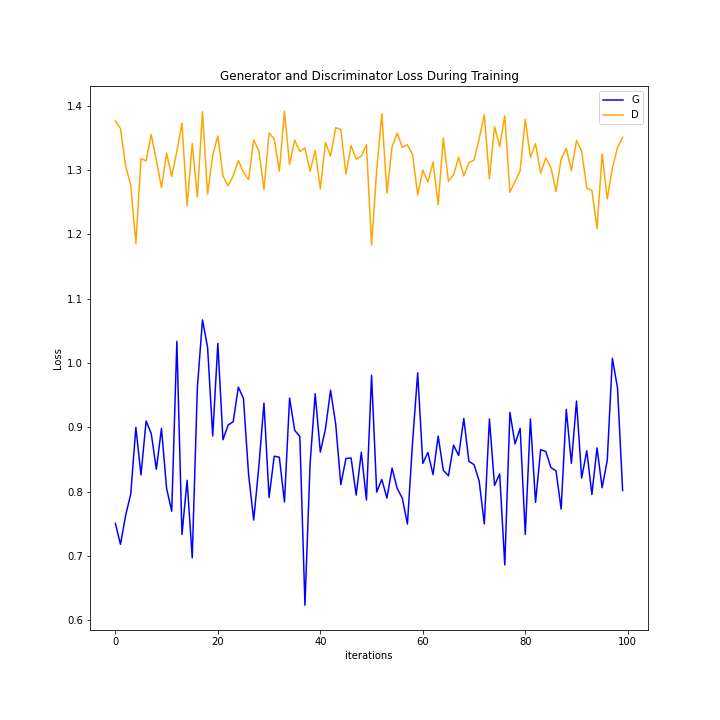 Generator and Discriminator Loss During Training
G
D
1.4
1.3
1.2
1.1
1.0
0.9
0.8
0.7
0.6
Loss
0 20 40 60 80 100
iterations